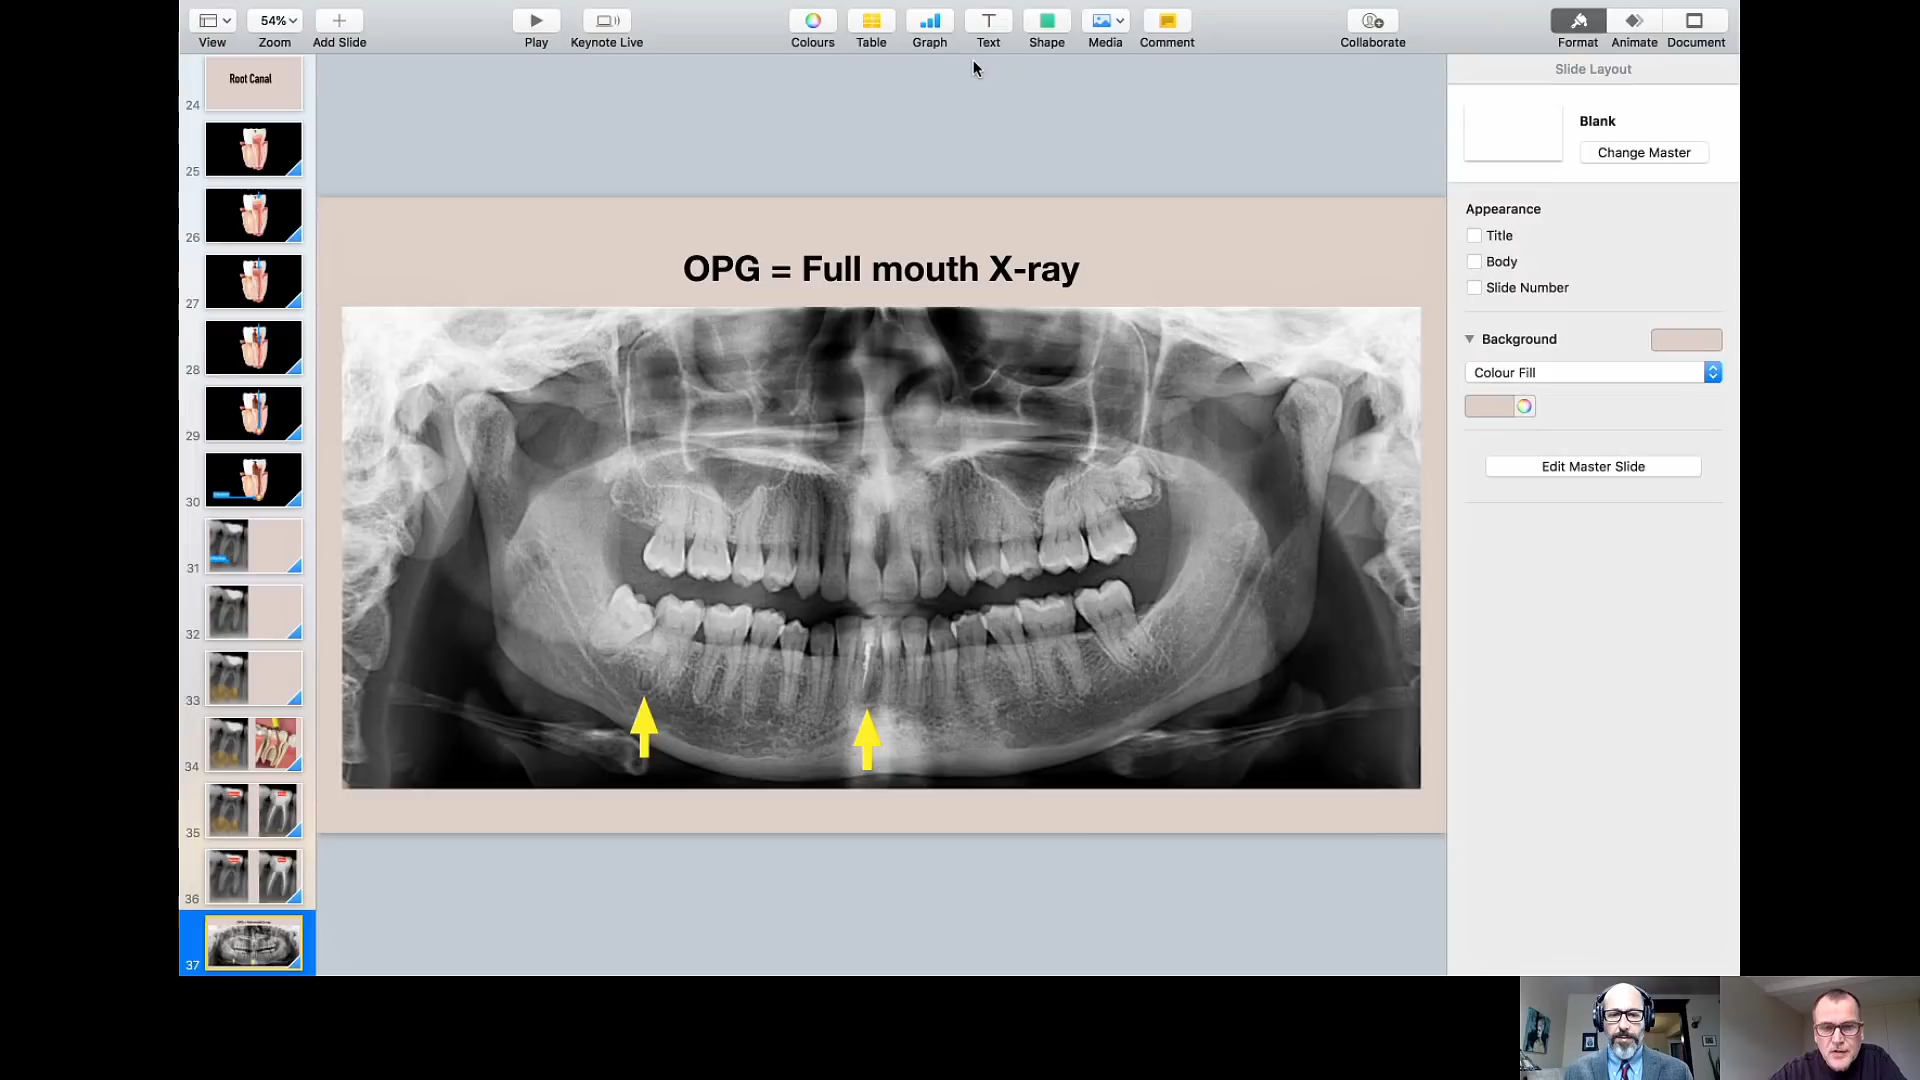 View
54%
Zoom
Add Slide
Play
Keynote Live
Colours
Table
Graph
T
Text
Shape
Media
Comment
Collaborate
Format
Animate
Document
Root Canal
24
25
26
27
28
29
30
31
32
33
34
35
36
37
OPG = Full mouth X-ray
Slide Layout
Blank
Change Master
Appearance
Title
Body
Slide Number
Background
Colour Fill
Edit Master Slide